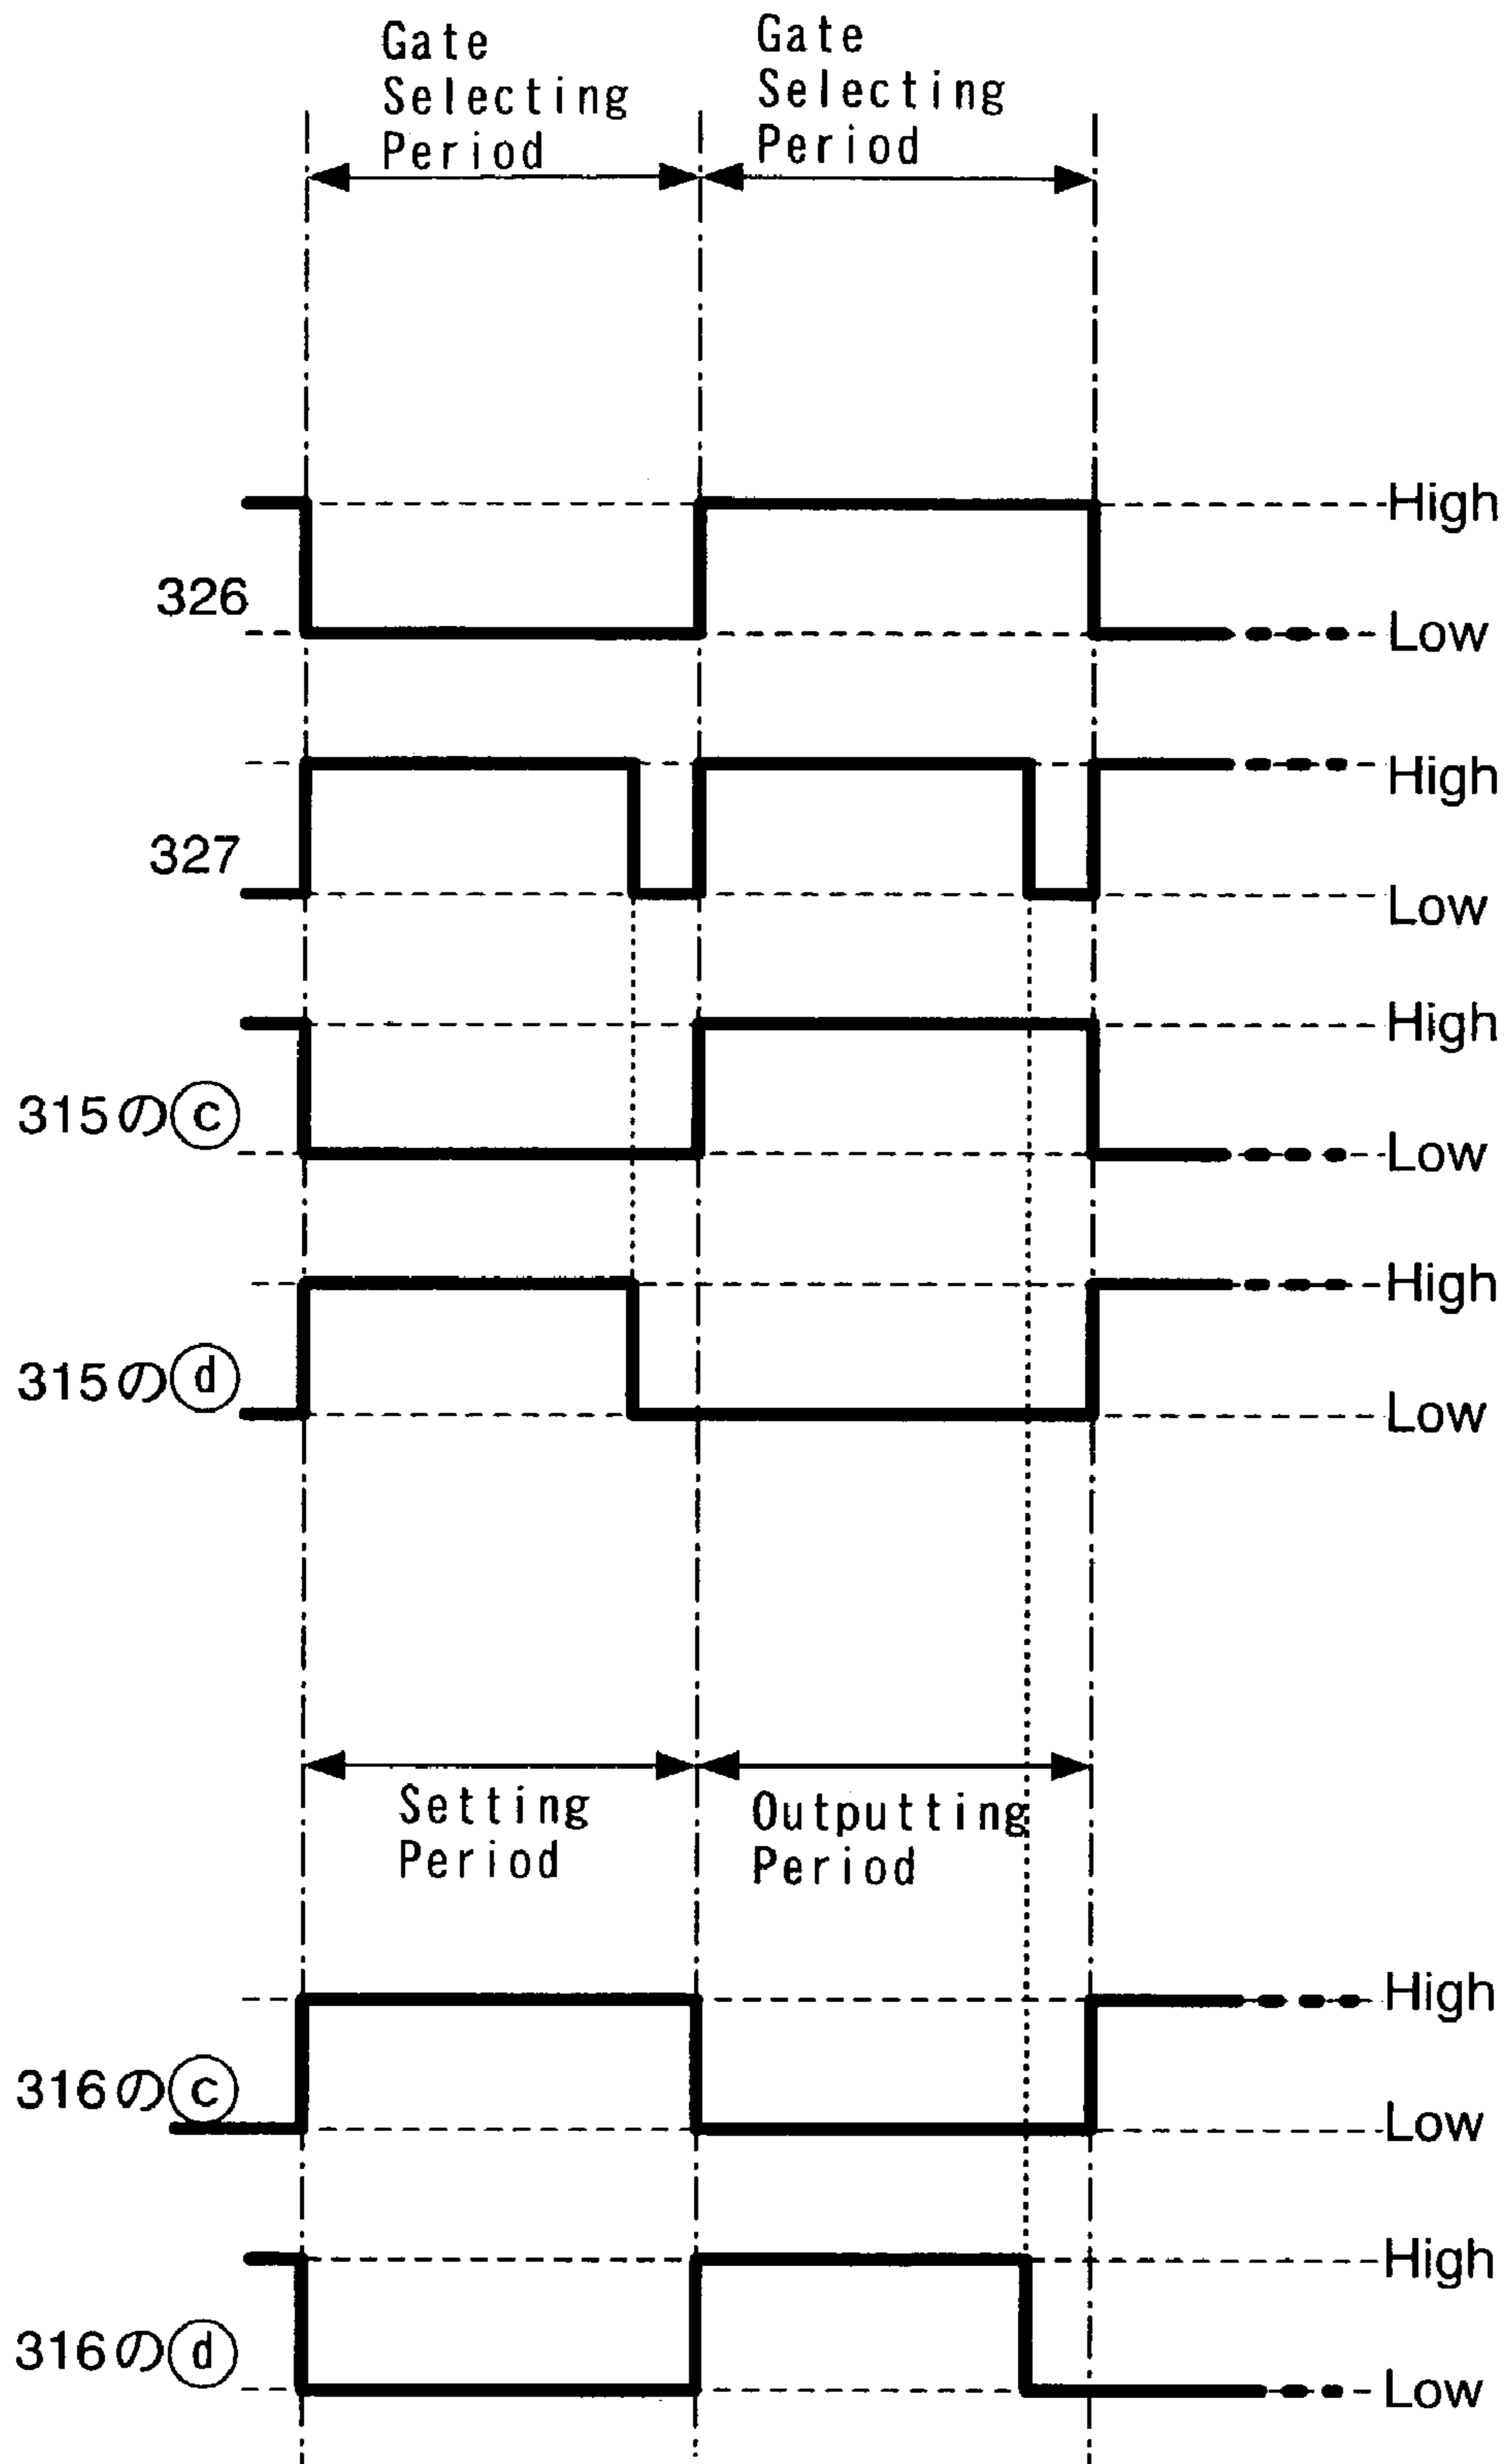 Gate
Selecting
Period
Gate
Selecting
Period
High
326
Low
High
327
Low
High
315のⓒ
Low
High
315のⓓ
Low
Setting
Period
Outputting
Period
High
316のⓒ
Low
High
316のⓓ
Low